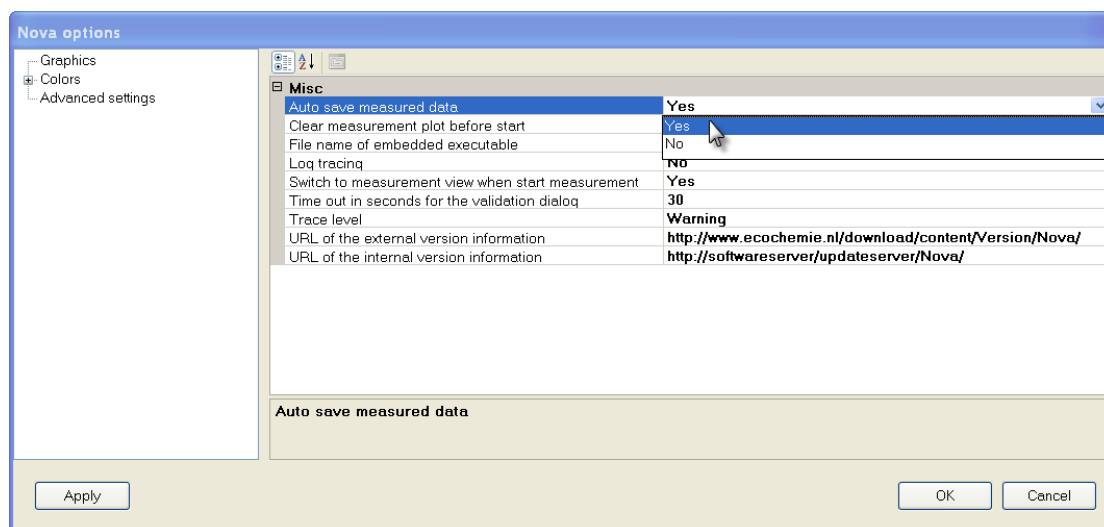 Nova options
Graphics
Colors
Advanced settings
Misc
Auto save measured data Yes
Clear measurement plot before start Yes
File name of embedded executable No
Log tracing No
Switch to measurement view when start measurement Yes
Time out in seconds for the validation dialog 30
Trace level Warning
URL of the external version information http://www.ecochemie.nl/download/content/Version/Nova/
URL of the internal version information http://softwareserver/updateserver/Nova/
Auto save measured data
Apply OK Cancel